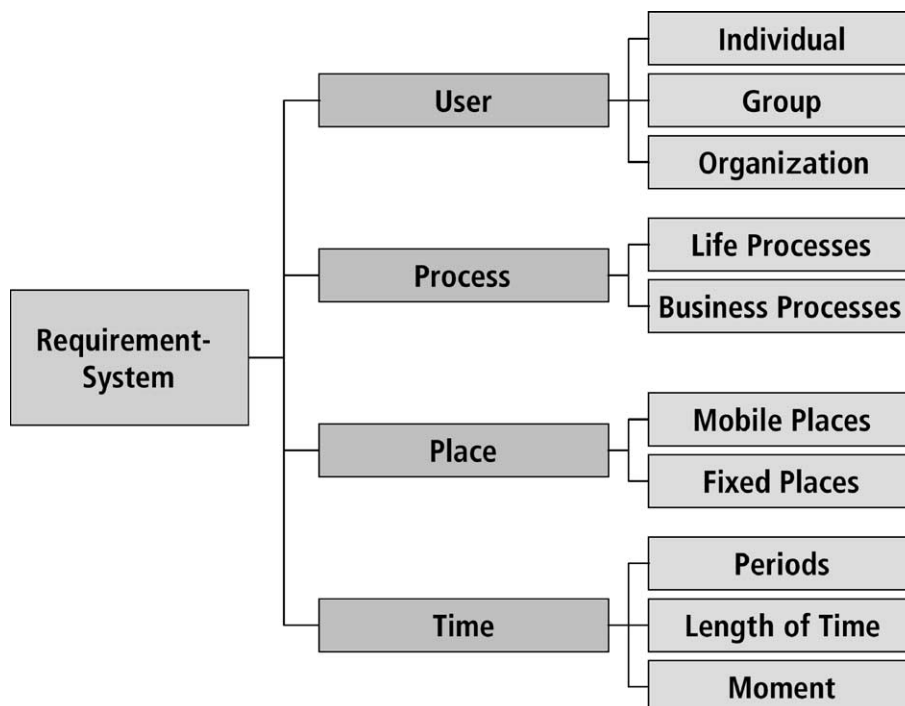 Individual
User
Group
Organization
Life Processes
Process
Business Processes
Requirement-
System
Mobile Places
Place
Fixed Places
Periods
Time
Length of Time
Moment